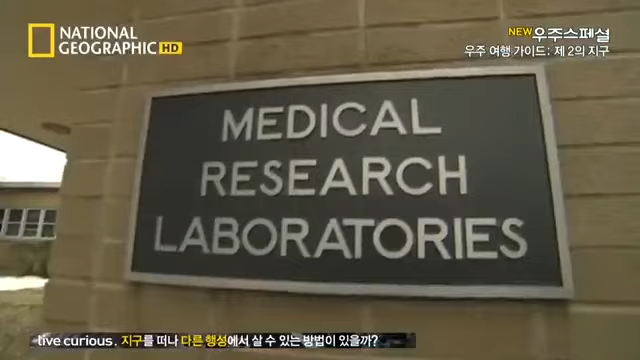 NATIONAL
GEOGRAPHIC HD
NEW 우주스페셜
우주 여행 가이드: 제 2의 지구
MEDICAL
RESEARCH
LABORATORIES
live curious. 지구를 떠나 다른 행성에서 살 수 있는 방법이 있을까?